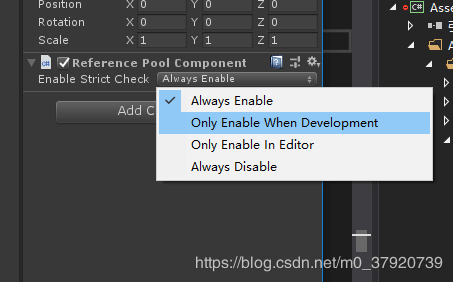 Position X 0 Y 0 Z 0
Rotation X 0 Y 0 Z 0
Scale X 1 Y 1 Z 1
Reference Pool Component
Enable Strict Check Always Enable
Always Enable
Only Enable When Development
Only Enable In Editor
Always Disable
Add C
C# Asse
A
https://blog.csdn.net/m0_37920739